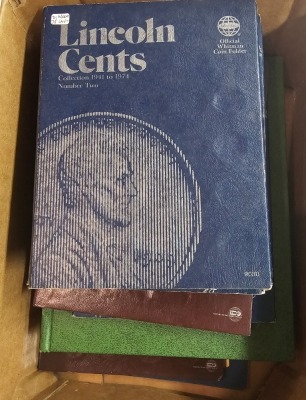 Lincoln
Cents
Collection 1941 to 1974
Number Two
Official
Whitman
Coin Folder